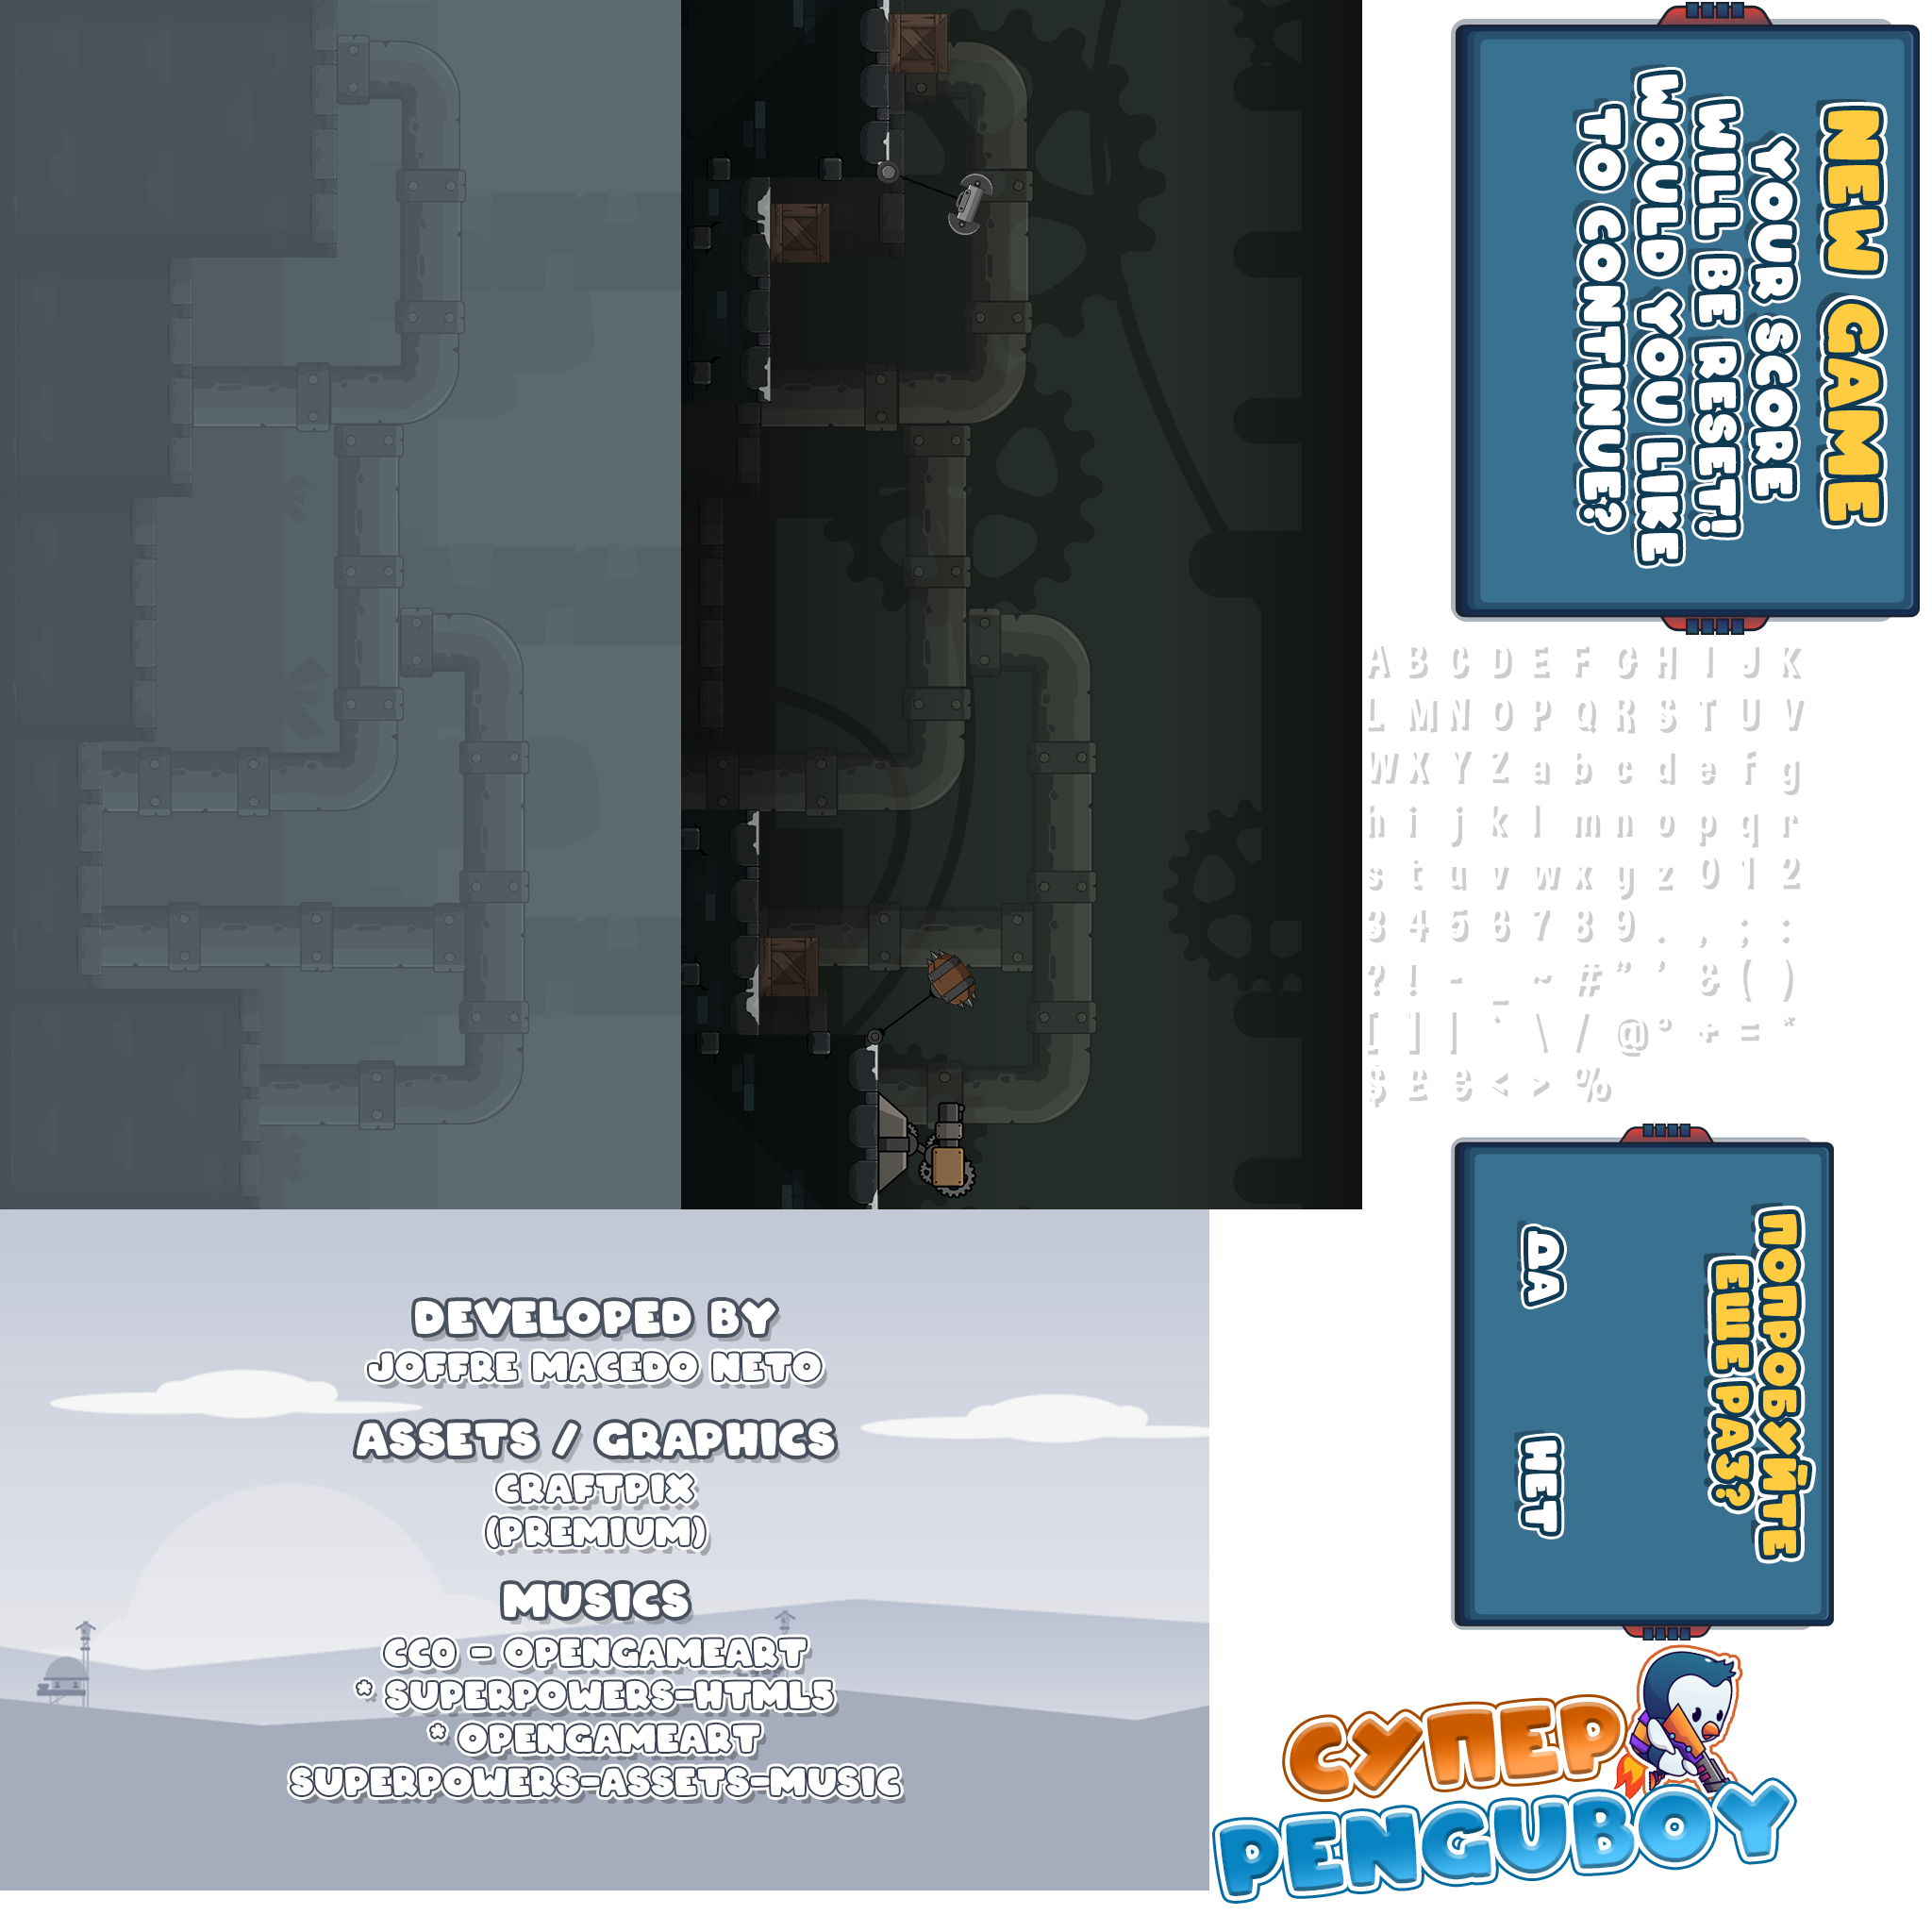 NEW GAME
YOUR SCORE
WILL BE RESET!
WOULD YOU LIKE
TO CONTINUE?
A B C D E F G H I J K
L M N O P Q R S T U V
W X Y Z a b c d e f g
h i j k l m n o p q r
s t u v w x y z 0 1 2
3 4 5 6 7 8 9 . , ; :
? ! - _ ~ # " ' & ( )
[ ] | ` \ / @ ° + = *
$ £ € < > %
ПОПРОБУЙТЕ
ЕЩЕ РАЗ?
ДА
НЕТ
DEVELOPED BY
JOFFRE MACEDO NETO
ASSETS / GRAPHICS
CRAFTPIX
(PREMIUM)
MUSICS
CC0 - OPENGAMEART
* SUPERPOWERS-HTML5
* OPENGAMEART
SUPERPOWERS-ASSETS-MUSIC
СУПЕР
PENGUBOY